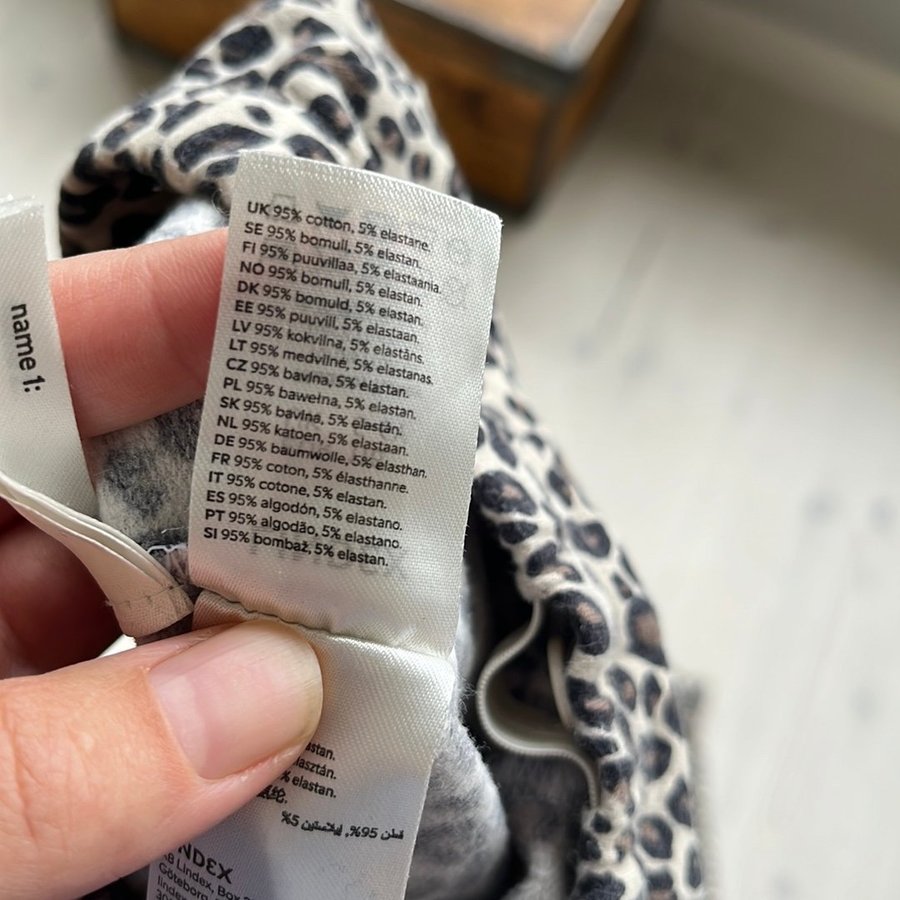 name 1:
UK 95% cotton, 5% elastane.
SE 95% bomull, 5% elastan.
FI 95% puuvillaa, 5% elastaania.
NO 95% bomull, 5% elastan.
DK 95% bomuld, 5% elastan.
EE 95% puuvill, 5% elastaan.
LV 95% kokvilna, 5% elastāns.
LT 95% medvilnė, 5% elastanas.
CZ 95% bavlna, 5% elastan.
PL 95% bawełna, 5% elastan.
SK 95% bavlna, 5% elastán.
NL 95% katoen, 5% elastaan.
DE 95% baumwolle, 5% elasthan.
FR 95% coton, 5% élasthanne.
IT 95% cotone, 5% elastan.
ES 95% algodón, 5% elastano.
PT 95% algodão, 5% elastano.
SI 95% bombaž, 5% elastan.
% elastan.
قطن 95%, إيلاستين 5%
Lindex, Box
Göteborg